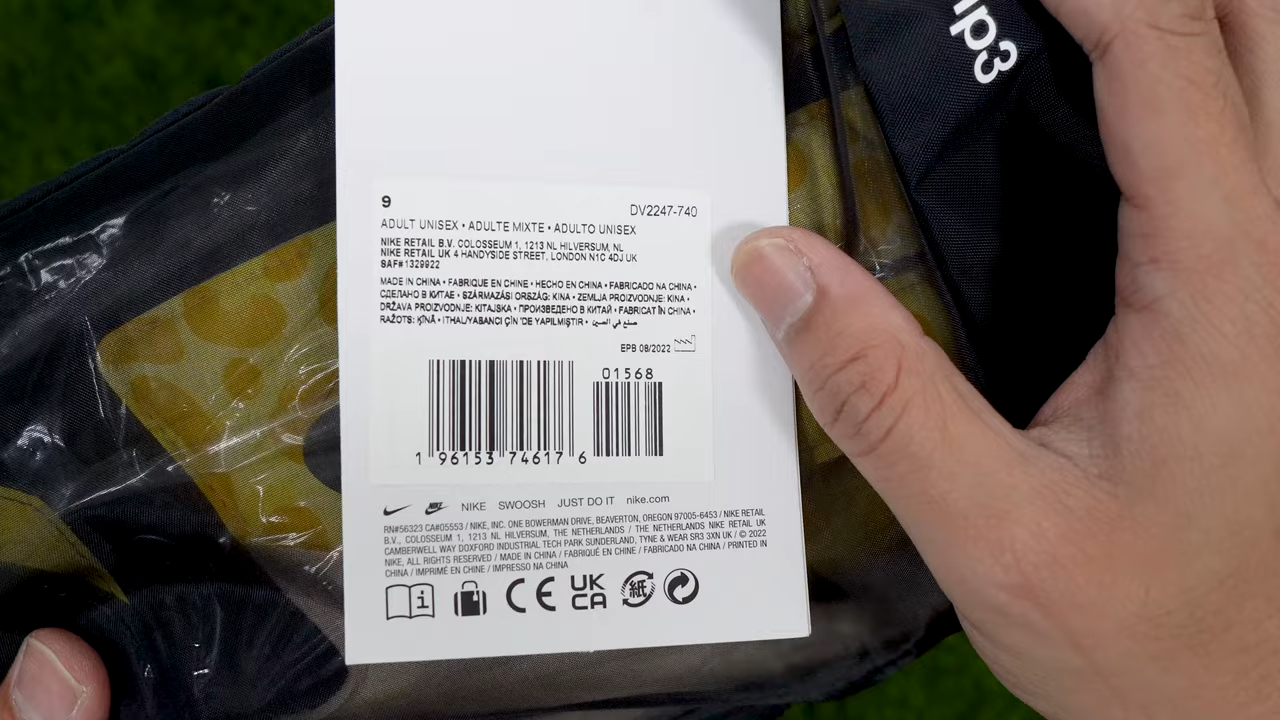 np3
9
DV2247-740
ADULT UNISEX • ADULTE MIXTE • ADULTO UNISEX
NIKE RETAIL B.V. COLOSSEUM 1, 1213 NL HILVERSUM, NL
NIKE RETAIL UK 4 HANDYSIDE STREET, LONDON N1C 4DJ UK
SAF#1329922
MADE IN CHINA • FABRIQUE EN CHINE • HECHO EN CHINA • FABRICADO NA CHINA •
СДЕЛАНО В КИТАЕ • SZÁRMAZÁSI ORSZÁG: KINA • ZEMLJA PROIZVODNJE: KINA •
DRŽAVA PROIZVODNJE: KITAJSKA • ПРОИЗВЕДЕНО В КИТАЙ • FABRICAT ÎN CHINA •
RAŽOTS: ĶĪNĀ • ITHALIYABANCI ÇİN 'DE YAPILMIŞTIR • صنع في الصين
EPB 08/2022
01568
1 96153 74617 6
NIKE SWOOSH JUST DO IT nike.com
RN#56323 CA#05553 / NIKE, INC. ONE BOWERMAN DRIVE, BEAVERTON, OREGON 97005-6453 / NIKE RETAIL
B.V., COLOSSEUM 1, 1213 NL HILVERSUM, THE NETHERLANDS / THE NETHERLANDS NIKE RETAIL UK
CAMBERWELL WAY DOXFORD INDUSTRIAL TECH PARK SUNDERLAND, TYNE & WEAR SR3 3XN UK / © 2022
NIKE, ALL RIGHTS RESERVED / MADE IN CHINA / FABRIQUÉ EN CHINE / FABRICADO NA CHINA / PRINTED IN
CHINA / IMPRIMÉ EN CHINE / IMPRESSO NA CHINA
i CE UK
CA 紙